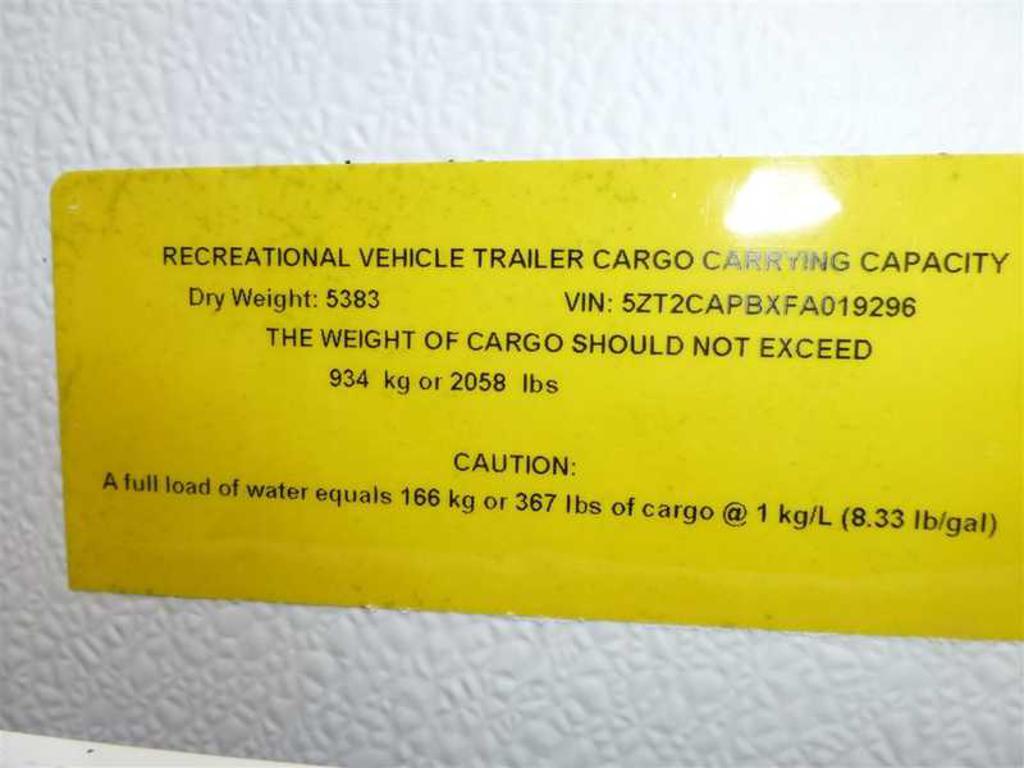 RECREATIONAL VEHICLE TRAILER CARGO CARRYING CAPACITY
Dry Weight: 5383 VIN: 5ZT2CAPBXFA019296
THE WEIGHT OF CARGO SHOULD NOT EXCEED
934 kg or 2058 lbs
CAUTION:
A full load of water equals 166 kg or 367 lbs of cargo @ 1 kg/L (8.33 lb/gal)